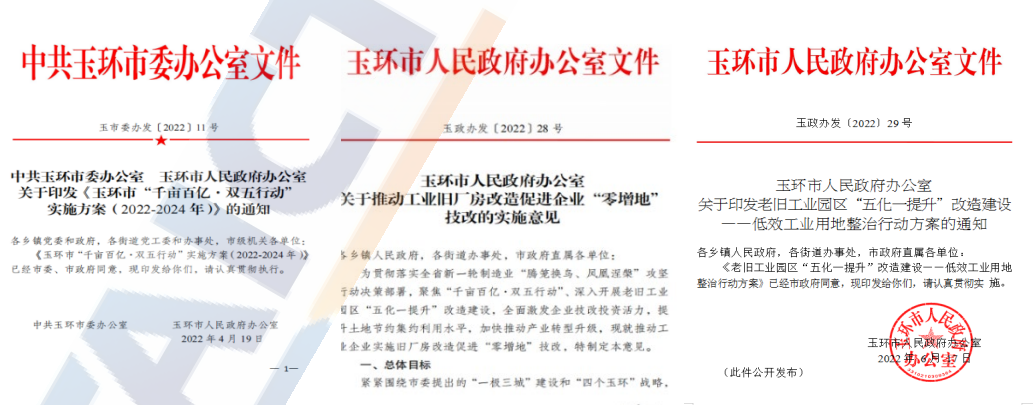 中共玉环市委办公室文件
玉市委办发〔2022〕11号
中共玉环市委办公室 玉环市人民政府办公室
关于印发《玉环市“千亩百亿·双五行动”
实施方案（2022-2024年）》的通知
各乡镇党委和政府，各街道党工委和办事处，市级机关各单位：
《玉环市“千亩百亿·双五行动”实施方案（2022-2024年）》
已经市委、市政府同意，现印发给你们，请认真贯彻执行。
中共玉环市委办公室 玉环市人民政府办公室
2022年4月19日
— 1—
玉环市人民政府办公室文件
玉政办发〔2022〕28号
玉环市人民政府办公室
关于推动工业旧厂房改造促进企业“零增地”
技改的实施意见
各乡镇人民政府，各街道办事处，市政府直属各单位：
为贯彻落实全省新一轮制造业“腾笼换鸟、凤凰涅槃”攻坚
行动决策部署，聚焦“千亩百亿·双五行动”、深入开展老旧工业
园区“五化一提升”改造建设，全面激发企业技改投资活力，提
升土地节约集约利用水平，加快推动产业转型升级，现就推动工
业企业实施旧厂房改造促进“零增地”技改，特制定本意见。
一、总体目标
紧紧围绕市委提出的“一极三城”建设和“四个玉环”战略，
玉环市人民政府办公室文件
玉政办发〔2022〕29号
玉环市人民政府办公室
关于印发老旧工业园区“五化一提升”改造建设
——低效工业用地整治行动方案的通知
各乡镇人民政府，各街道办事处，市政府直属各单位：
《老旧工业园区“五化一提升”改造建设——低效工业用地
整治行动方案》已经市政府同意，现印发给你们，请认真贯彻实 施。
玉环市人民政府办公室
2022年6月17日
（此件公开发布）